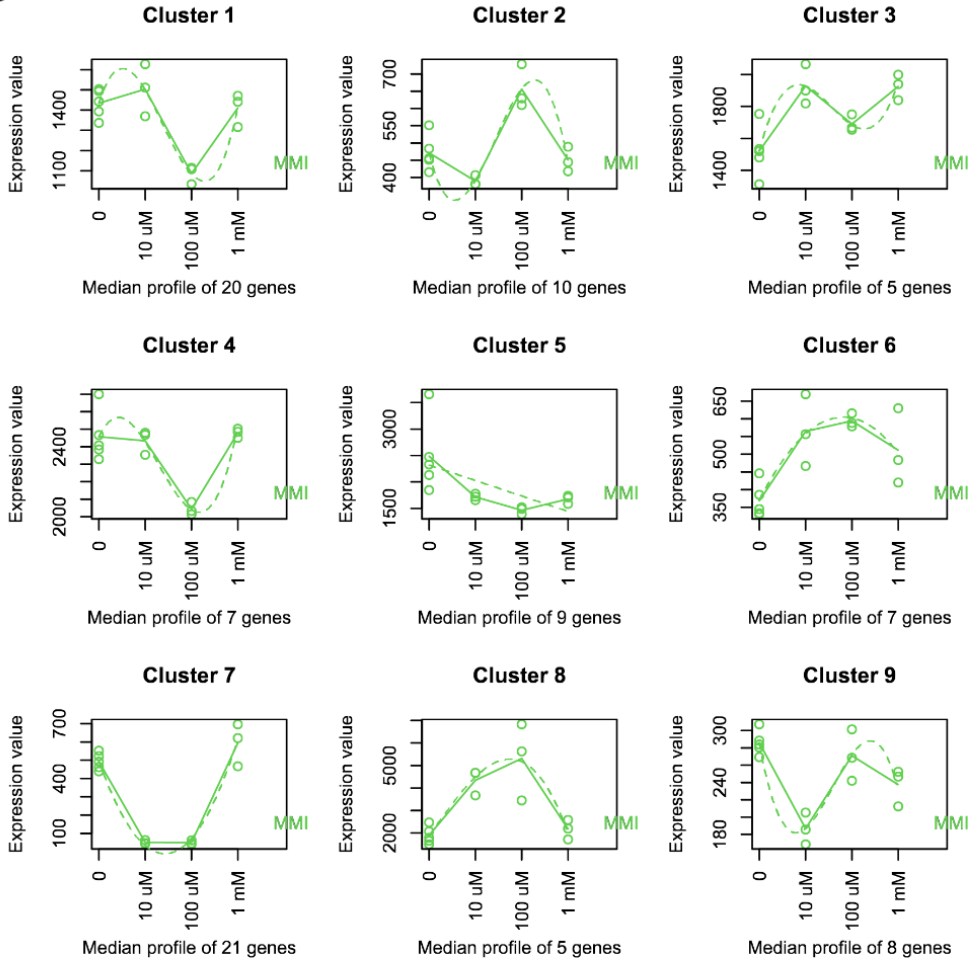 Cluster 1
Expression value
1400
1100
0
10 uM
100 uM
1 mM
MMI
Median profile of 20 genes
Cluster 2
Expression value
700
550
400
0
10 uM
100 uM
1 mM
MMI
Median profile of 10 genes
Cluster 3
Expression value
1800
1400
0
10 uM
100 uM
1 mM
MMI
Median profile of 5 genes
Cluster 4
Expression value
2400
2000
0
10 uM
100 uM
1 mM
MMI
Median profile of 7 genes
Cluster 5
Expression value
3000
1500
0
10 uM
100 uM
1 mM
MMI
Median profile of 9 genes
Cluster 6
Expression value
650
500
350
0
10 uM
100 uM
1 mM
MMI
Median profile of 7 genes
Cluster 7
Expression value
700
400
100
0
10 uM
100 uM
1 mM
MMI
Median profile of 21 genes
Cluster 8
Expression value
5000
2000
0
10 uM
100 uM
1 mM
MMI
Median profile of 5 genes
Cluster 9
Expression value
300
240
180
0
10 uM
100 uM
1 mM
MMI
Median profile of 8 genes